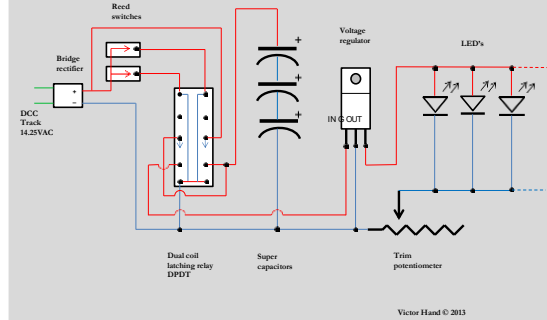 Reed
switches
Voltage
regulator
Bridge
rectifier
LED's
+
+
+
+
–
DCC
Track
14.25VAC
IN G OUT
Dual coil
latching relay
DPDT
Super
capacitors
Trim
potentiometer
Victor Hand © 2013